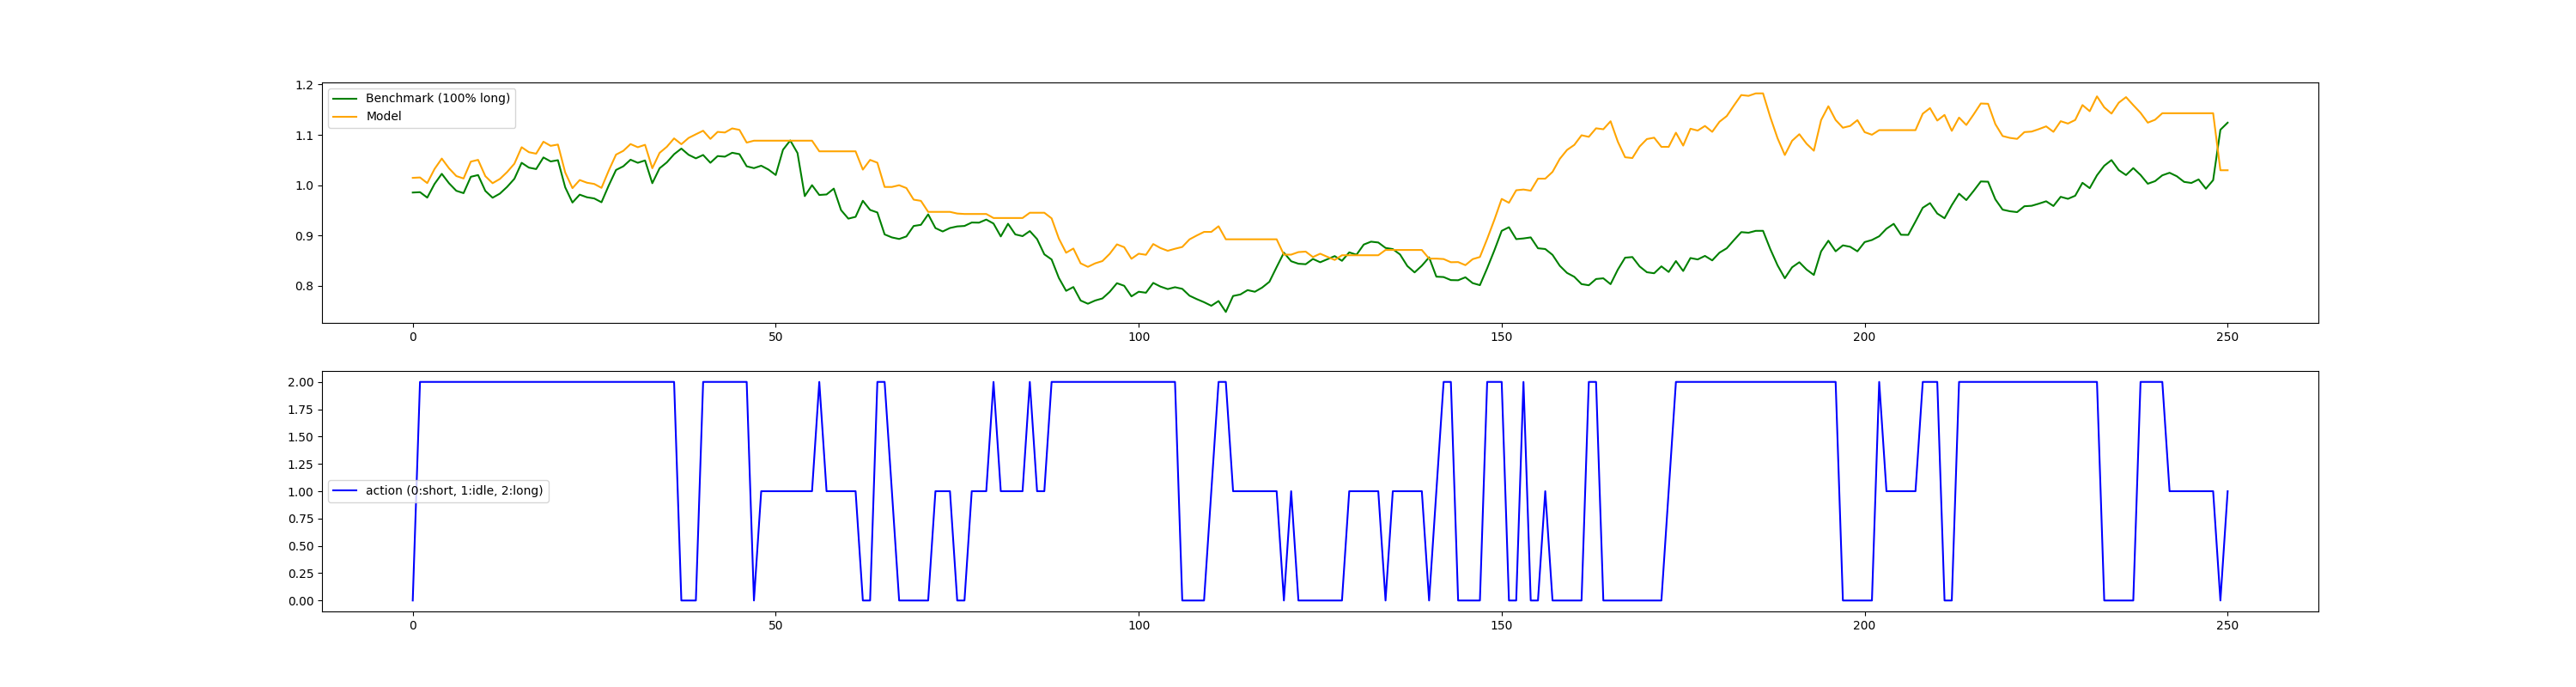 1.2
1.1
1.0
0.9
0.8
Benchmark (100% long)
Model
0 50 100 150 200 250
2.00
1.75
1.50
1.25
1.00
0.75
0.50
0.25
0.00
action (0:short, 1:idle, 2:long)
0 50 100 150 200 250